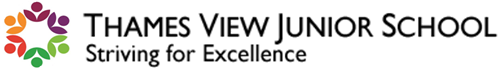 THAMES VIEW JUNIOR SCHOOL
Striving for Excellence